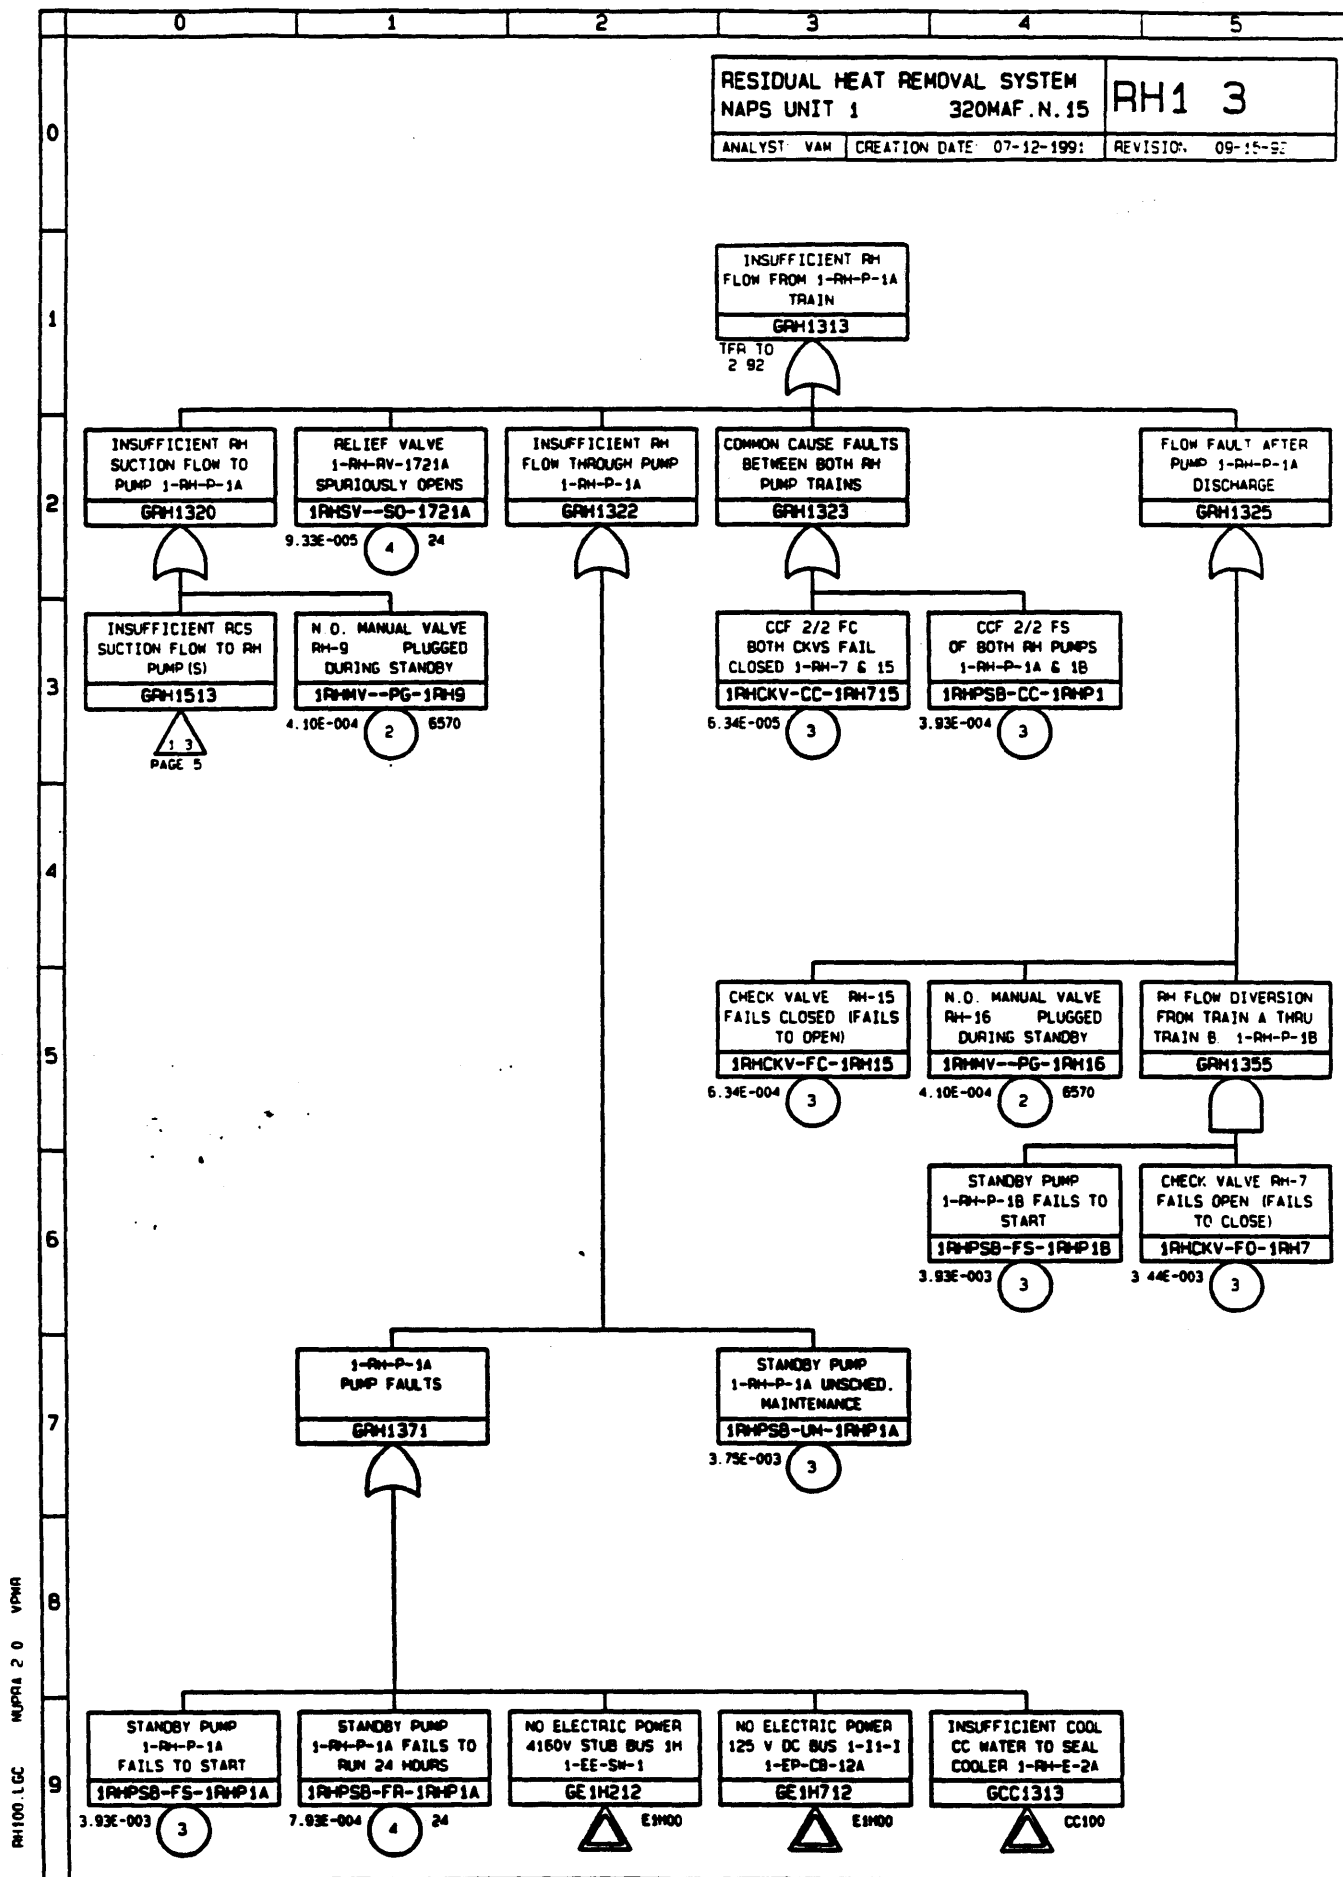 0 1 2 3 4 5
RESIDUAL HEAT REMOVAL SYSTEM
NAPS UNIT 1 320MAF.N.15
RH1 3
ANALYST: VAM CREATION DATE: 07-12-1991 REVISION:
0
INSUFFICIENT RH
FLOW FROM 1-RH-P-1A
TRAIN
GRH1313
TFR TO
2 92
1
INSUFFICIENT RH
SUCTION FLOW TO
PUMP 1-RH-P-1A
GRH1320
RELIEF VALVE
1-RH-RV-1721A
SPURIOUSLY OPENS
1RHSV--SO-1721A
9.33E-005 4 24
INSUFFICIENT RH
FLOW THROUGH PUMP
1-RH-P-1A
GRH1322
COMMON CAUSE FAULTS
BETWEEN BOTH RH
PUMP TRAINS
GRH1323
FLOW FAULT AFTER
PUMP 1-RH-P-1A
DISCHARGE
GRH1325
2
INSUFFICIENT RCS
SUCTION FLOW TO RH
PUMP(S)
GRH1513
1 3
PAGE 5
N.O. MANUAL VALVE
RH-9 PLUGGED
DURING STANDBY
1RHMV--PG-1RH9
4.10E-004 2 6570
CCF 2/2 FC
BOTH CKVS FAIL
CLOSED 1-RH-7 & 15
1RHCKV-CC-1RH715
6.34E-005 3
CCF 2/2 FS
OF BOTH RH PUMPS
1-RH-P-1A & 1B
1RHPSB-CC-1RHP1
3.93E-004 3
3
4
CHECK VALVE RH-15
FAILS CLOSED (FAILS
TO OPEN)
1RHCKV-FC-1RH15
6.34E-004 3
N.O. MANUAL VALVE
RH-16 PLUGGED
DURING STANDBY
1RHMV--PG-1RH16
4.10E-004 2 6570
RH FLOW DIVERSION
FROM TRAIN A THRU
TRAIN B. 1-RH-P-1B
GRH1355
5
STANDBY PUMP
1-RH-P-1B FAILS TO
START
1RHPSB-FS-1RHP1B
3.93E-003 3
CHECK VALVE RH-7
FAILS OPEN (FAILS
TO CLOSE)
1RHCKV-FO-1RH7
3.44E-003 3
6
1-RH-P-1A
PUMP FAULTS
GRH1371
STANDBY PUMP
1-RH-P-1A UNSCHED.
MAINTENANCE
1RHPSB-UM-1RHP1A
3.75E-003 3
7
8
STANDBY PUMP
1-RH-P-1A
FAILS TO START
1RHPSB-FS-1RHP1A
3.93E-003 3
STANDBY PUMP
1-RH-P-1A FAILS TO
RUN 24 HOURS
1RHPSB-FR-1RHP1A
7.93E-004 4 24
NO ELECTRIC POWER
4160V STUB BUS 1H
1-EE-SW-1
GE1H212
E1H00
NO ELECTRIC POWER
125 V DC BUS 1-I1-I
1-EP-CB-12A
GE1H712
E1H00
INSUFFICIENT COOL
CC WATER TO SEAL
COOLER 1-RH-E-2A
GCC1313
CC100
9
RH100.LGC NUPRA 2.0 VPWR